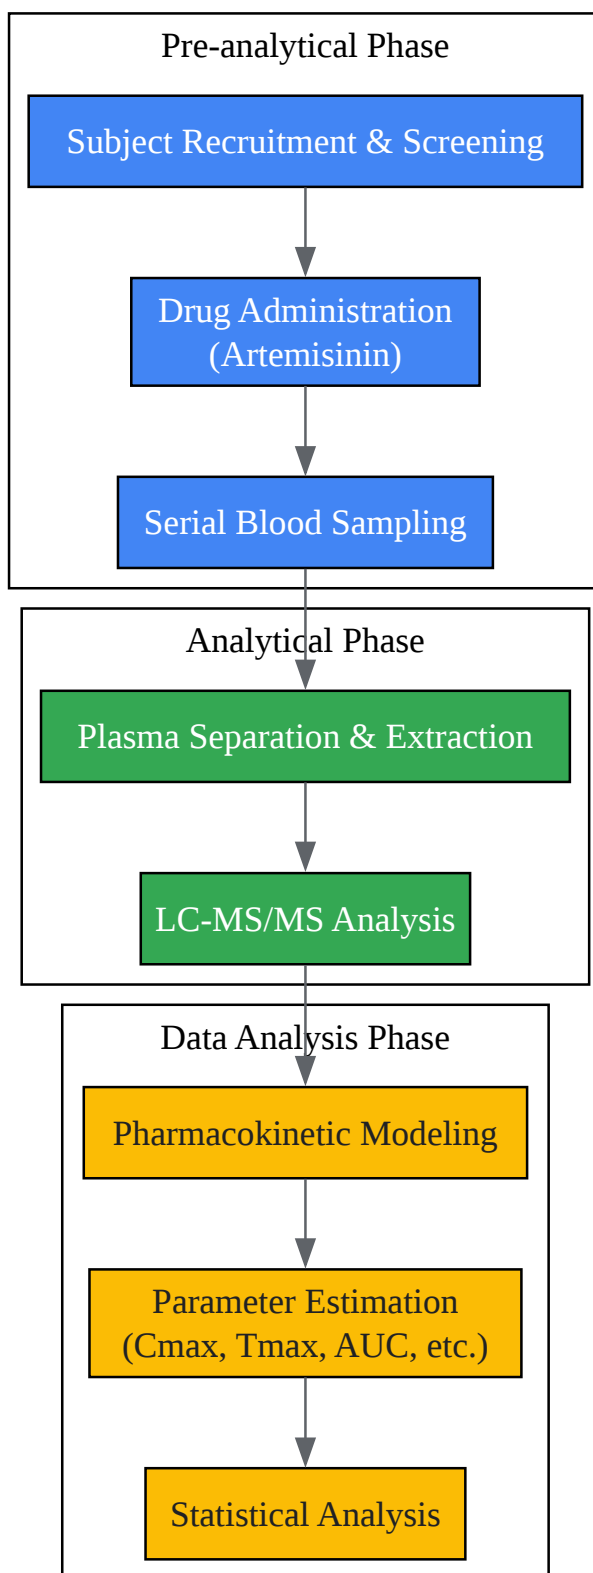 Pre-analytical Phase
Subject Recruitment & Screening
Drug Administration
(Artemisinin)
Serial Blood Sampling
Analytical Phase
Plasma Separation & Extraction
LC-MS/MS Analysis
Data Analysis Phase
Pharmacokinetic Modeling
Parameter Estimation
(Cmax, Tmax, AUC, etc.)
Statistical Analysis